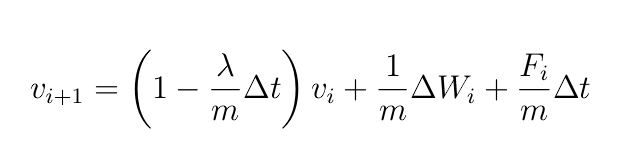 v_{i+1} = \left(1 - \frac{\lambda}{m}\Delta t\right) v_i + \frac{1}{m}\Delta W_i + \frac{F_i}{m}\Delta t